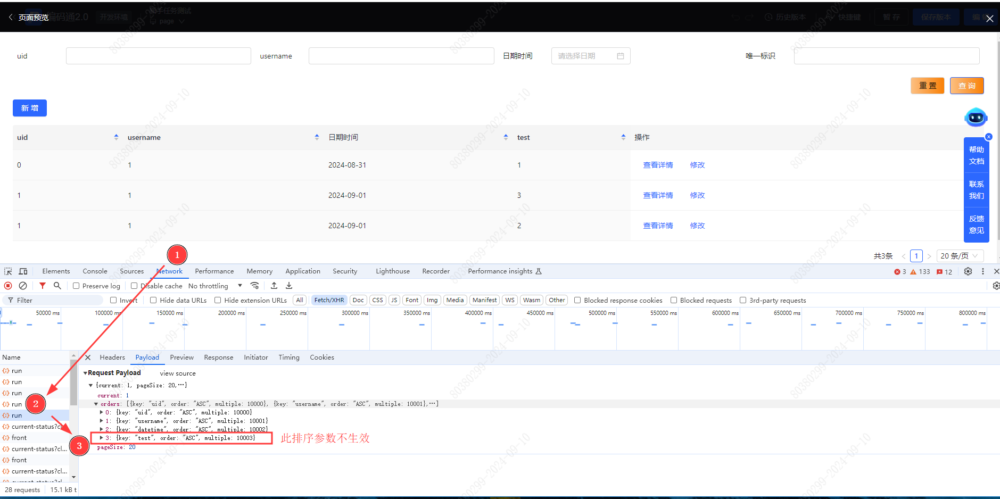 页面预览 编码通2.0 开发环境 新手任务测试
page 历史版本 快捷键 暂 存 保存版本
uid username 日期时间 请选择日期 唯一标识
重 置 查 询
新 增
uid username 日期时间 test 操作
0 1 2024-08-31 1 查看详情 修改
1 1 2024-09-01 3 查看详情 修改
1 1 2024-09-01 2 查看详情 修改
帮助
文档
联系
我们
反馈
意见
共3条 1 20 条/页
1
Elements Console Sources Network Performance Memory Application Security Lighthouse Recorder Performance insights 3 133 12
Preserve log Disable cache No throttling
Filter Invert Hide data URLs Hide extension URLs All Fetch/XHR Doc CSS JS Font Img Media Manifest WS Wasm Other Blocked response cookies Blocked requests 3rd-party requests
50000 ms 100000 ms 150000 ms 200000 ms 250000 ms 300000 ms 350000 ms 400000 ms 450000 ms 500000 ms 550000 ms 600000 ms 650000 ms 700000 ms 750000 ms 800000 ms
Name
run
run
run
run
run
current-status?cl
front
current-status?cl...
front
current-status?cl...
28 requests 15.1 kB t
2
3
Headers Payload Preview Response Initiator Timing Cookies
Request Payload view source
{current: 1, pageSize: 20,…}
current: 1
orders: [{key: "uid", order: "ASC", multiple: 10000}, {key: "username", order: "ASC", multiple: 10001},…]
0: {key: "uid", order: "ASC", multiple: 10000}
1: {key: "username", order: "ASC", multiple: 10001}
2: {key: "datetime", order: "ASC", multiple: 10002}
3: {key: "test", order: "ASC", multiple: 10003} 此排序参数不生效
pageSize: 20
80380299-2024-09-10